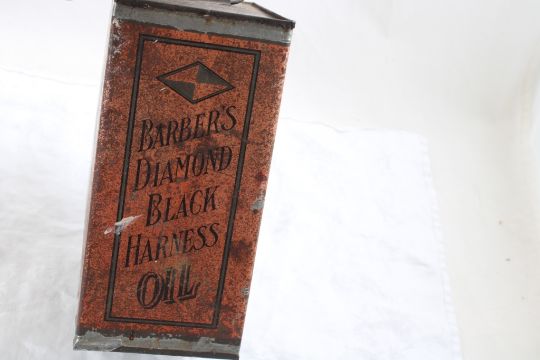 BARBER'S
DIAMOND
BLACK
HARNESS
OIL